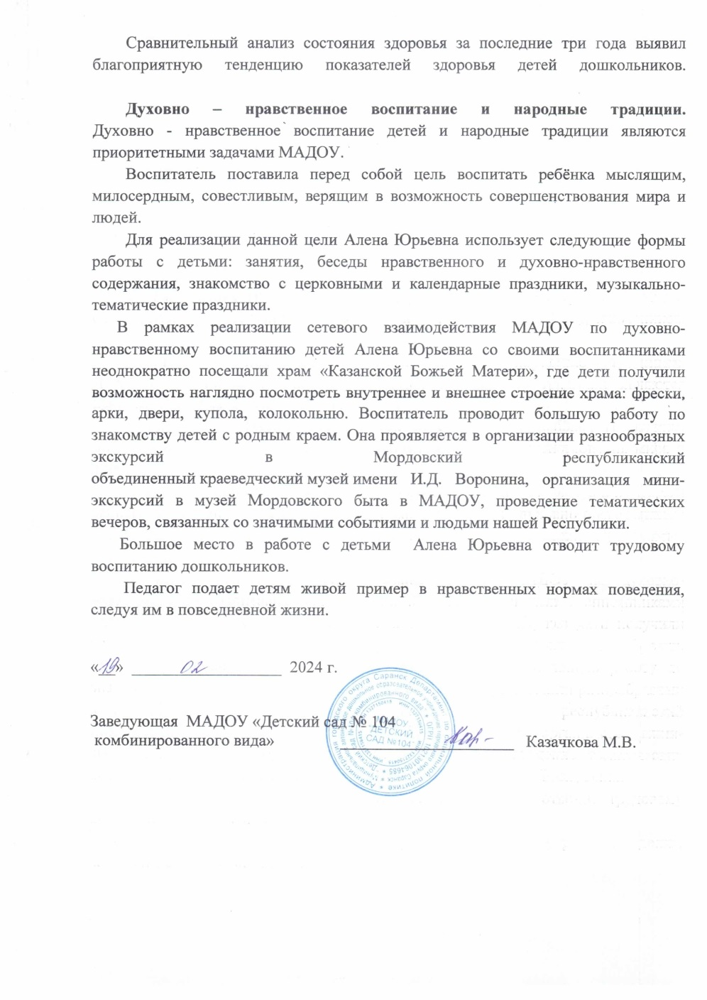 Сравнительный анализ состояния здоровья за последние три года выявил
благоприятную тенденцию показателей здоровья детей дошкольников.
Духовно – нравственное воспитание и народные традиции.
Духовно - нравственное воспитание детей и народные традиции являются
приоритетными задачами МАДОУ.
Воспитатель поставила перед собой цель воспитать ребёнка мыслящим,
милосердным, совестливым, верящим в возможность совершенствования мира и
людей.
Для реализации данной цели Алена Юрьевна использует следующие формы
работы с детьми: занятия, беседы нравственного и духовно-нравственного
содержания, знакомство с церковными и календарные праздники, музыкально-
тематические праздники.
В рамках реализации сетевого взаимодействия МАДОУ по духовно-
нравственному воспитанию детей Алена Юрьевна со своими воспитанниками
неоднократно посещали храм «Казанской Божьей Матери», где дети получили
возможность наглядно посмотреть внутреннее и внешнее строение храма: фрески,
арки, двери, купола, колокольню. Воспитатель проводит большую работу по
знакомству детей с родным краем. Она проявляется в организации разнообразных
экскурсий в Мордовский республиканский
объединенный краеведческий музей имени И.Д. Воронина, организация мини-
экскурсий в музей Мордовского быта в МАДОУ, проведение тематических
вечеров, связанных со значимыми событиями и людьми нашей Республики.
Большое место в работе с детьми Алена Юрьевна отводит трудовому
воспитанию дошкольников.
Педагог подает детям живой пример в нравственных нормах поведения,
следуя им в повседневной жизни.
«19» 02 2024 г.
Заведующая МАДОУ «Детский сад № 104
комбинированного вида» Казачкова М.В.
МАДОУ
"ДЕТСКИЙ
САД №104"